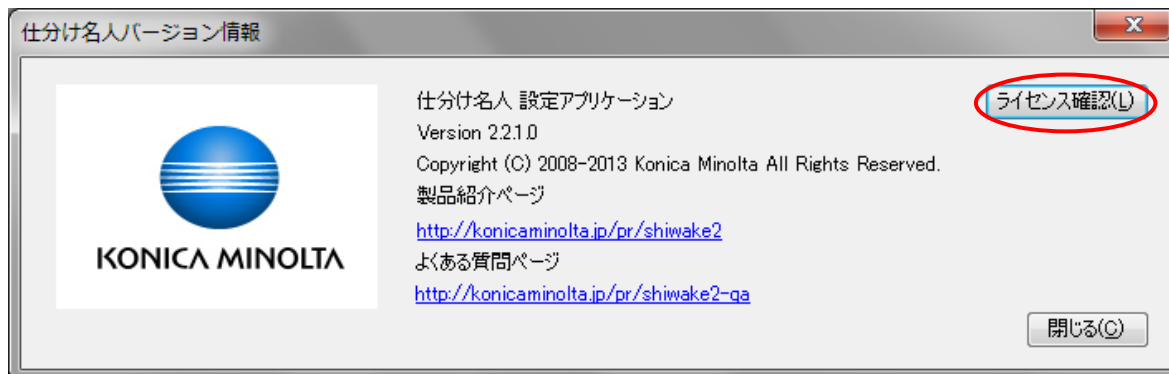 仕分け名人バージョン情報
仕分け名人 設定アプリケーション
ライセンス確認(L)
Version 2.2.1.0
Copyright (C) 2008-2013 Konica Minolta All Rights Reserved.
製品紹介ページ
http://konicaminolta.jp/pr/shiwake2
KONICA MINOLTA
よくある質問ページ
http://konicaminolta.jp/pr/shiwake2-qa
閉じる(C)